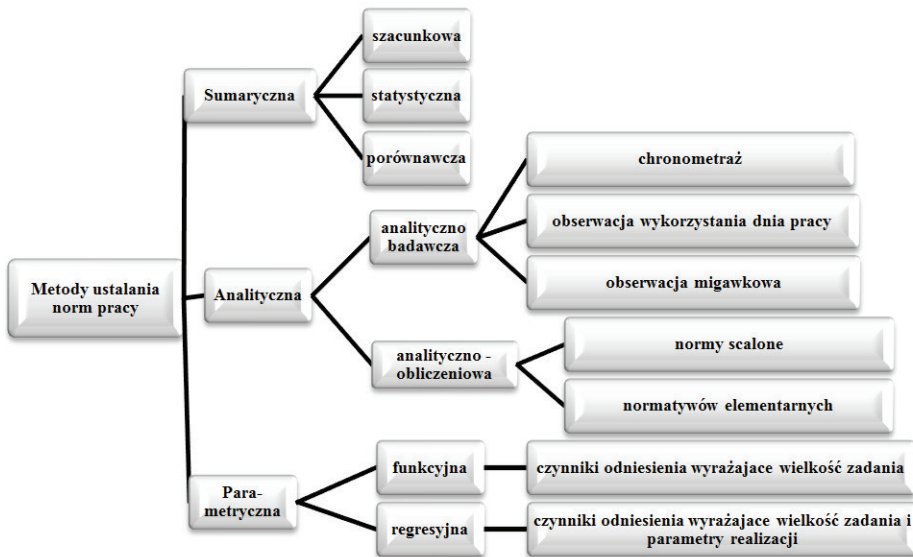 szacunkowa
Sumaryczna
statystyczna
porównawcza
chronometraż
analityczno
badawcza
obserwacja wykorzystania dnia pracy
Metody ustalania
norm pracy
Analityczna
obserwacja migawkowa
analityczno -
obliczeniowa
normy scalone
normatywów elementarnych
Para-
metryczna
funkcyjna
czynniki odniesienia wyrażajace wielkość zadania
regresyjna
czynniki odniesienia wyrażajace wielkość zadania i
parametry realizacji